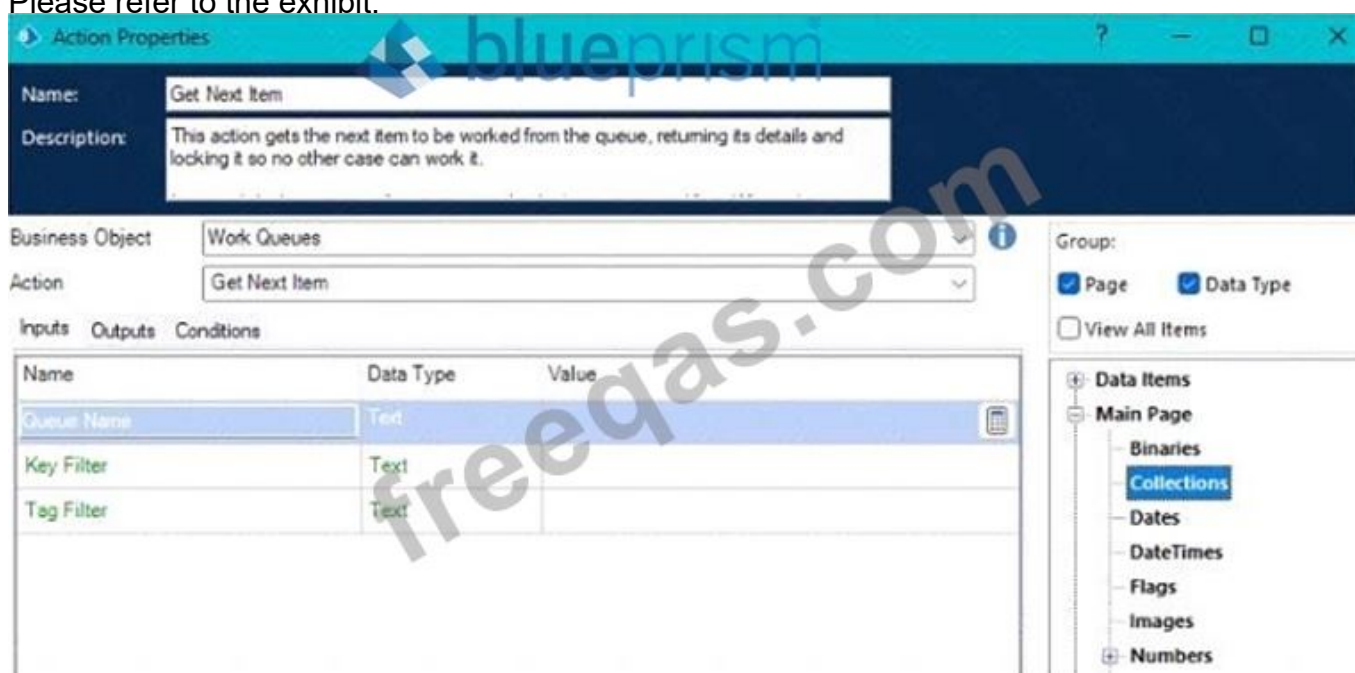 Please refer to the exhibit.
Action Properties
blueprism
Name: Get Next Item
Description: This action gets the next item to be worked from the queue, returning its details and
locking it so no other case can work it.
Business Object Work Queues
Action Get Next Item
Inputs Outputs Conditions
Name Data Type Value
Queue Name Text
Key Filter Text
Tag Filter Text
Group:
Page Data Type
View All Items
Data Items
Main Page
Binaries
Collections
Dates
DateTimes
Flags
Images
Numbers
freeqas.com